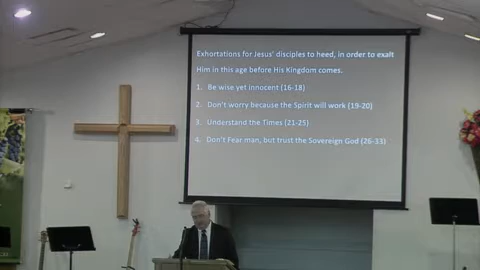 Exhortations for Jesus' disciples to heed, in order to exalt
Him in this age before His Kingdom comes.
1. Be wise yet Innocent (16-18)
2. Don't worry because the Spirit will work (19-20)
3. Understand the Times (21-25)
4. Don't Fear man, but trust the Sovereign God (26-33)